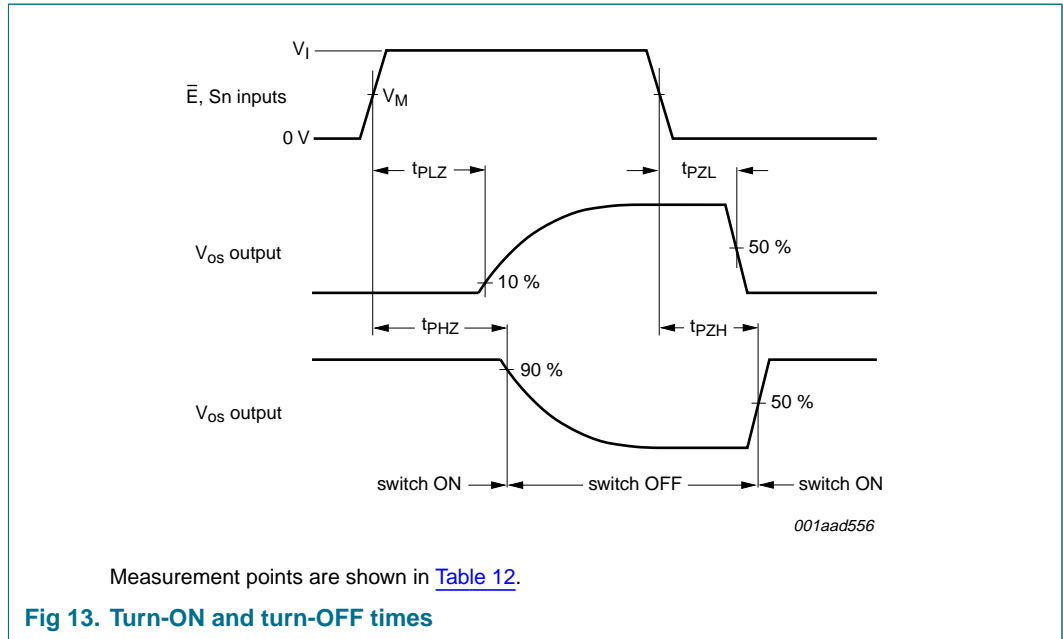 V_I
Ē, Sn inputs
V_M
0 V
t_PLZ
t_PZL
V_os output
50 %
10 %
t_PHZ
t_PZH
90 %
V_os output
50 %
switch ON
switch OFF
switch ON
001aad556
Measurement points are shown in Table 12.
Fig 13. Turn-ON and turn-OFF times